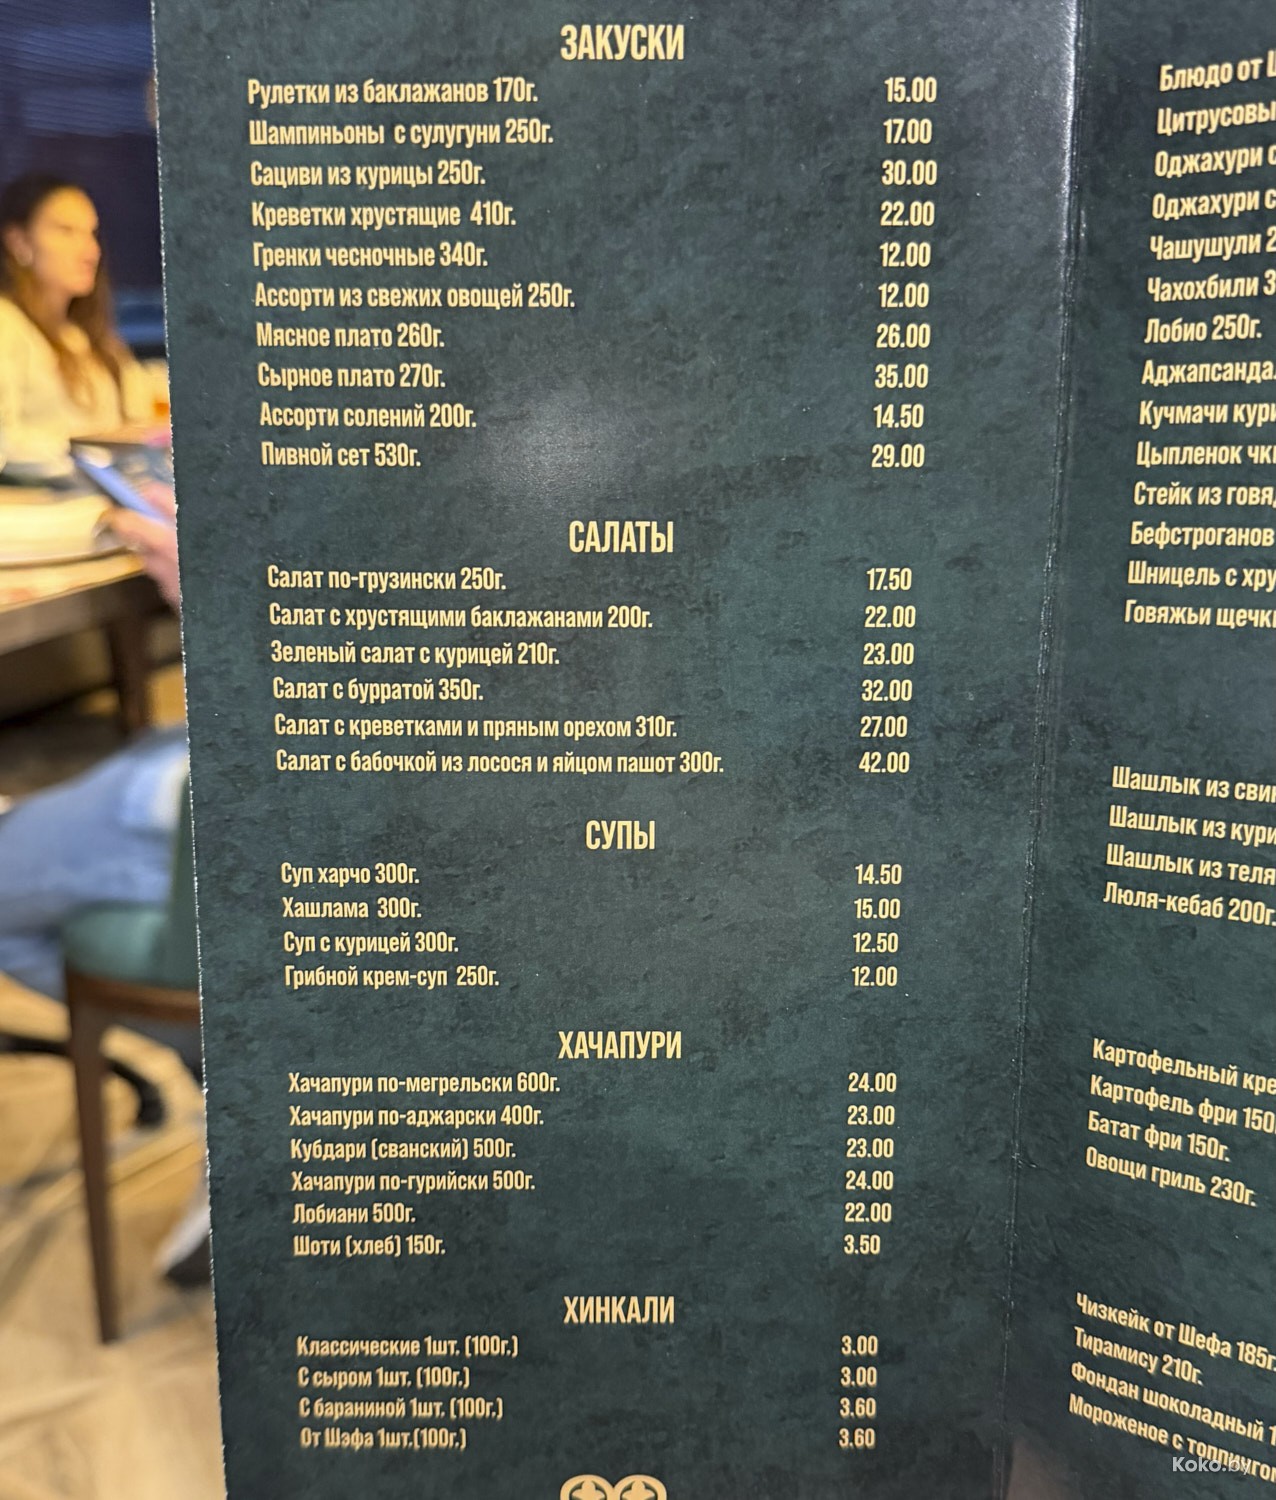 ЗАКУСКИ
Рулетки из баклажанов 170г. 15.00
Шампиньоны с сулугуни 250г. 17.00
Сациви из курицы 250г. 30.00
Креветки хрустящие 410г. 22.00
Гренки чесночные 340г. 12.00
Ассорти из свежих овощей 250г. 12.00
Мясное плато 260г. 26.00
Сырное плато 270г. 35.00
Ассорти солений 200г. 14.50
Пивной сет 530г. 29.00
САЛАТЫ
Салат по-грузински 250г. 17.50
Салат с хрустящими баклажанами 200г. 22.00
Зеленый салат с курицей 210г. 23.00
Салат с бурратой 350г. 32.00
Салат с креветками и пряным орехом 310г. 27.00
Салат с бабочкой из лосося и яйцом пашот 300г. 42.00
СУПЫ
Суп харчо 300г. 14.50
Хашлама 300г. 15.00
Суп с курицей 300г. 12.50
Грибной крем-суп 250г. 12.00
ХАЧАПУРИ
Хачапури по-мегрельски 600г. 24.00
Хачапури по-аджарски 400г. 23.00
Кубдари (сванский) 500г. 23.00
Хачапури по-гурийски 500г. 24.00
Лобиани 500г. 22.00
Шоти (хлеб) 150г. 3.50
ХИНКАЛИ
Классические 1шт. (100г.) 3.00
С сыром 1шт. (100г.) 3.00
С бараниной 1шт. (100г.) 3.60
От Шэфа 1шт.(100г.) 3.60
Блюдо от
Цитрусовы
Оджахури с
Оджахури с
Чашушули 2
Чахохбили 3
Лобио 250г.
Аджапсанда
Кучмачи кури
Цыпленок чк
Стейк из говя
Бефстроганов
Шницель с хру
Говяжьи щечк
Шашлык из сви
Шашлык из кури
Шашлык из теля
Люля-кебаб 200г.
Картофельный кре
Картофель фри 150
Батат фри 150г.
Овощи гриль 230г.
Чизкейк от Шефа 185г.
Тирамису 210г.
Фондан шоколадный 1
Мороженое с топпингом
Koko.by